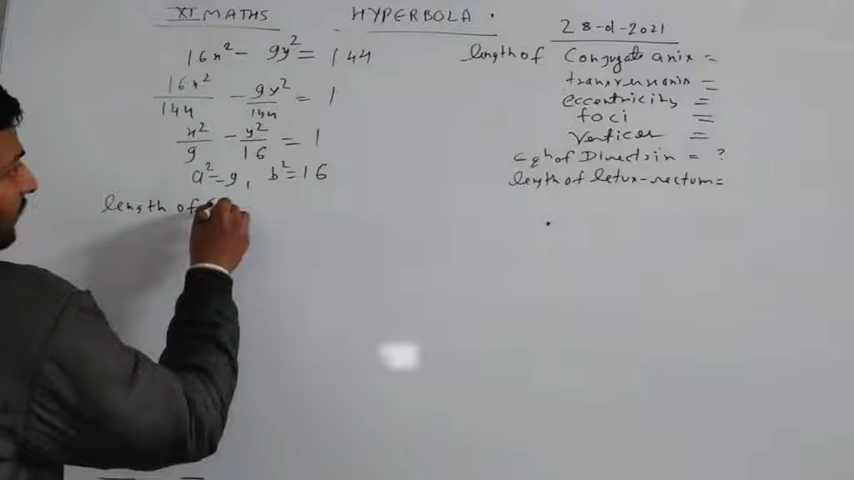 XI MATHS - HYPERBOLA . 28-01-2021
16x² - 9y² = 144
16x²/144 - 9y²/144 = 1
x²/9 - y²/16 = 1
a² = 9, b² = 16
length of
length of Conjugate axis =
transverse axis =
eccentricity =
foci =
Vertices =
Eqn of Directrix = ?
length of letus-rectum =